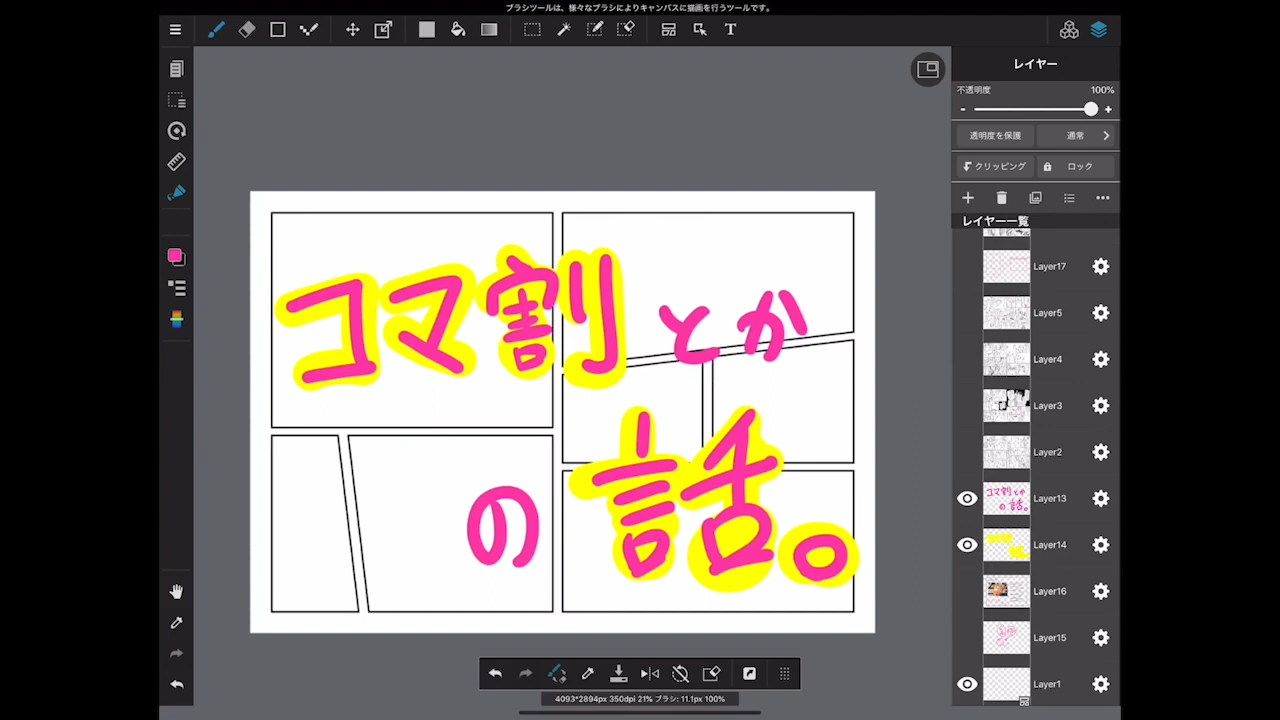 ブラシツールは、様々なブラシによりキャンバスに描画を行うツールです。
T
レイヤー
不透明度 100%
- +
透明度を保護 通常
クリッピング ロック
レイヤー一覧
Layer17
Layer5
Layer4
Layer3
Layer2
Layer13
Layer14
Layer16
Layer15
Layer1
コマ割とか
の話。
4093*2894px 350dpi 21% ブラシ: 11.1px 100%